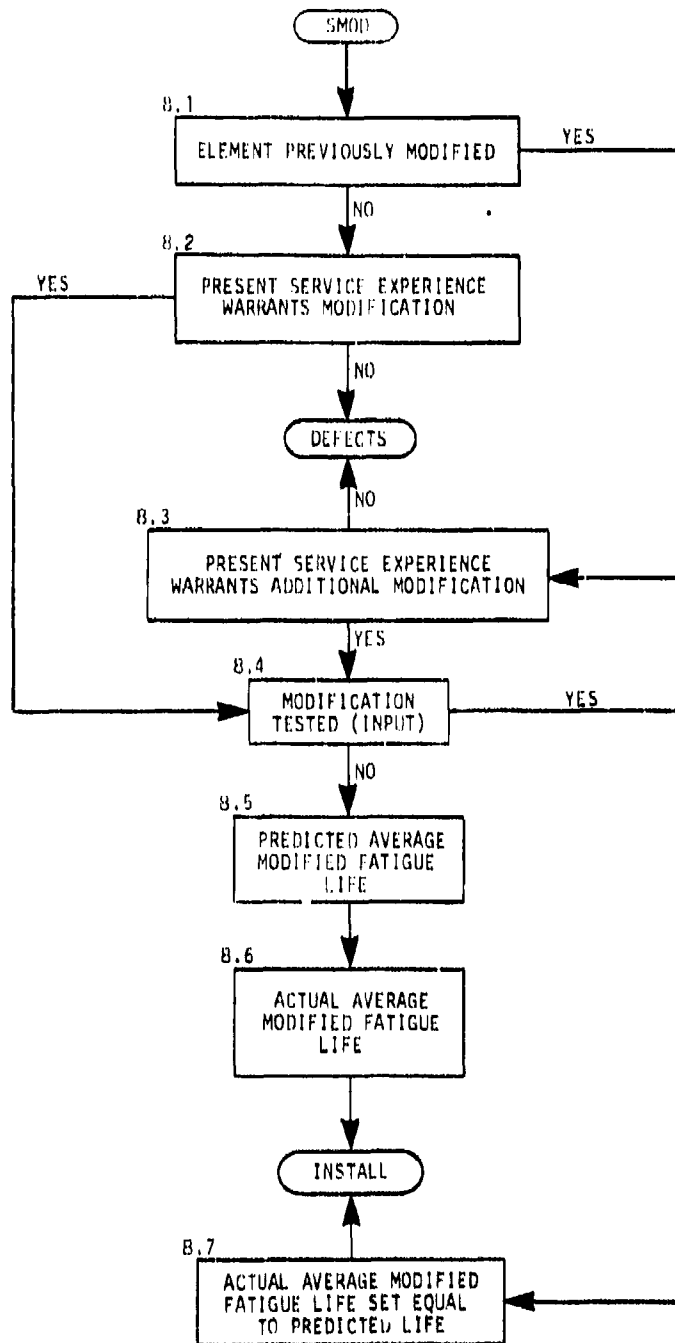 SMOD
8.1
ELEMENT PREVIOUSLY MODIFIED
YES
NO
8.2
YES
PRESENT SERVICE EXPERIENCE
WARRANTS MODIFICATION
NO
DEFECTS
NO
8.3
PRESENT SERVICE EXPERIENCE
WARRANTS ADDITIONAL MODIFICATION
YES
8.4
MODIFICATION
TESTED (INPUT)
YES
NO
8.5
PREDICTED AVERAGE
MODIFIED FATIGUE
LIFE
8.6
ACTUAL AVERAGE
MODIFIED FATIGUE
LIFE
INSTALL
8.7
ACTUAL AVERAGE MODIFIED
FATIGUE LIFE SET EQUAL
TO PREDICTED LIFE